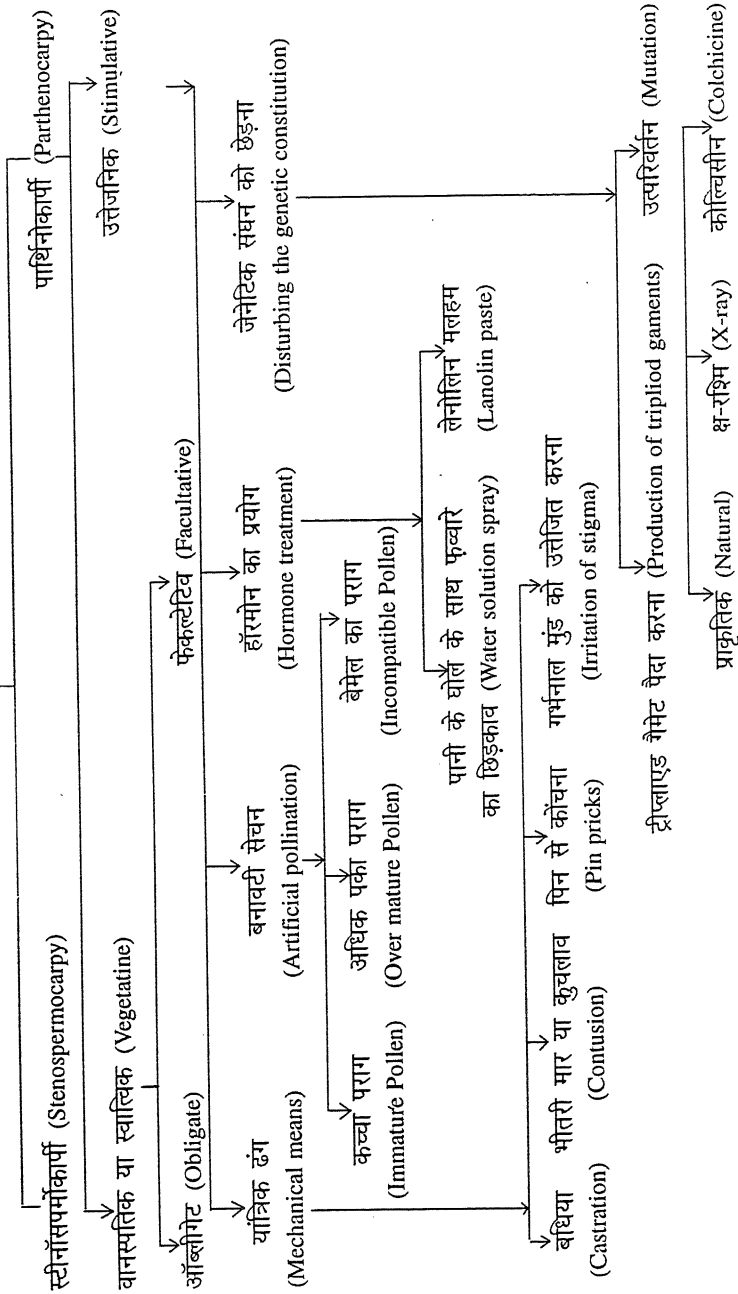 स्टीनॉसपर्मोकार्पी (Stenospermocarpy)
पार्थिनोकार्पी (Parthenocarpy)
वानस्पतिक या स्वात्विक (Vegetatine)
उत्तेजनिक (Stimulative)
ऑब्लीगेट (Obligate)
फेकल्टेटिव (Facultative)
यांत्रिक ढंग
(Mechanical means)
बनावटी सेचन
(Artificial pollination)
हॉरमोन का प्रयोग
(Hormone treatment)
जेनेटिक संघन को छेड़ना
(Disturbing the genetic constitution)
कच्चा पराग
(Immature Pollen)
अधिक पका पराग
(Over mature Pollen)
बेमेल का पराग
(Incompatible Pollen)
पानी के घोल के साथ फुव्वारे
का छिड़काव (Water solution spray)
लेनोलिन मलहम
(Lanolin paste)
बधिया
(Castration)
भीतरी मार या कुचलाव
(Contusion)
पिन से कोंचना
(Pin pricks)
गर्भनाल मुंड को उत्तेजित करना
(Irritation of stigma)
ट्रीप्लाएड गैमेट पैदा करना (Production of tripliod gaments)
उत्परिवर्तन (Mutation)
प्राकृतिक (Natural)
क्ष-रश्मि (X-ray)
कोल्चिसीन (Colchicine)